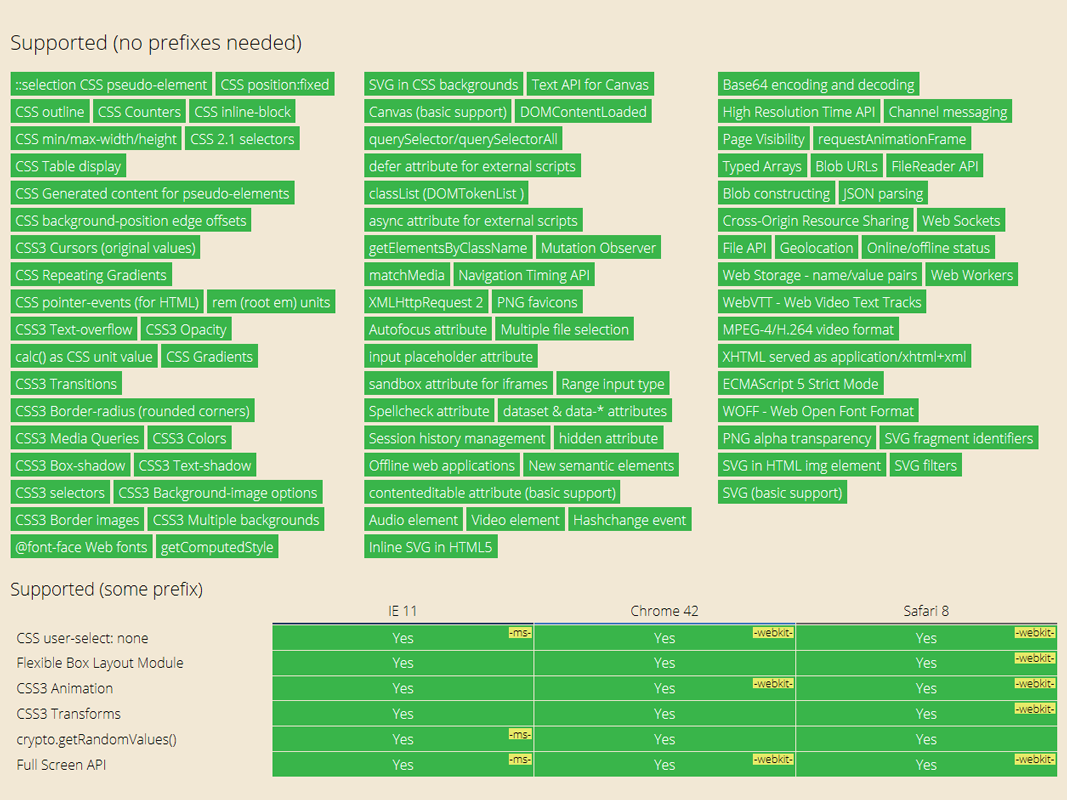 Supported (no prefixes needed)
::selection CSS pseudo-element CSS position:fixed
CSS outline CSS Counters CSS inline-block
CSS min/max-width/height CSS 2.1 selectors
CSS Table display
CSS Generated content for pseudo-elements
CSS background-position edge offsets
CSS3 Cursors (original values)
CSS Repeating Gradients
CSS pointer-events (for HTML) rem (root em) units
CSS3 Text-overflow CSS3 Opacity
calc() as CSS unit value CSS Gradients
CSS3 Transitions
CSS3 Border-radius (rounded corners)
CSS3 Media Queries CSS3 Colors
CSS3 Box-shadow CSS3 Text-shadow
CSS3 selectors CSS3 Background-image options
CSS3 Border images CSS3 Multiple backgrounds
@font-face Web fonts getComputedStyle
SVG in CSS backgrounds Text API for Canvas
Canvas (basic support) DOMContentLoaded
querySelector/querySelectorAll
defer attribute for external scripts
classList (DOMTokenList )
async attribute for external scripts
getElementsByClassName Mutation Observer
matchMedia Navigation Timing API
XMLHttpRequest 2 PNG favicons
Autofocus attribute Multiple file selection
input placeholder attribute
sandbox attribute for iframes Range input type
Spellcheck attribute dataset & data-* attributes
Session history management hidden attribute
Offline web applications New semantic elements
contenteditable attribute (basic support)
Audio element Video element Hashchange event
Inline SVG in HTML5
Base64 encoding and decoding
High Resolution Time API Channel messaging
Page Visibility requestAnimationFrame
Typed Arrays Blob URLs FileReader API
Blob constructing JSON parsing
Cross-Origin Resource Sharing Web Sockets
File API Geolocation Online/offline status
Web Storage - name/value pairs Web Workers
WebVTT - Web Video Text Tracks
MPEG-4/H.264 video format
XHTML served as application/xhtml+xml
ECMAScript 5 Strict Mode
WOFF - Web Open Font Format
PNG alpha transparency SVG fragment identifiers
SVG in HTML img element SVG filters
SVG (basic support)
Supported (some prefix)
IE 11 Chrome 42 Safari 8
CSS user-select: none Yes -ms- Yes -webkit- Yes -webkit-
Flexible Box Layout Module Yes Yes Yes -webkit-
CSS3 Animation Yes Yes -webkit- Yes -webkit-
CSS3 Transforms Yes Yes Yes -webkit-
crypto.getRandomValues() Yes -ms- Yes Yes
Full Screen API Yes -ms- Yes -webkit- Yes -webkit-